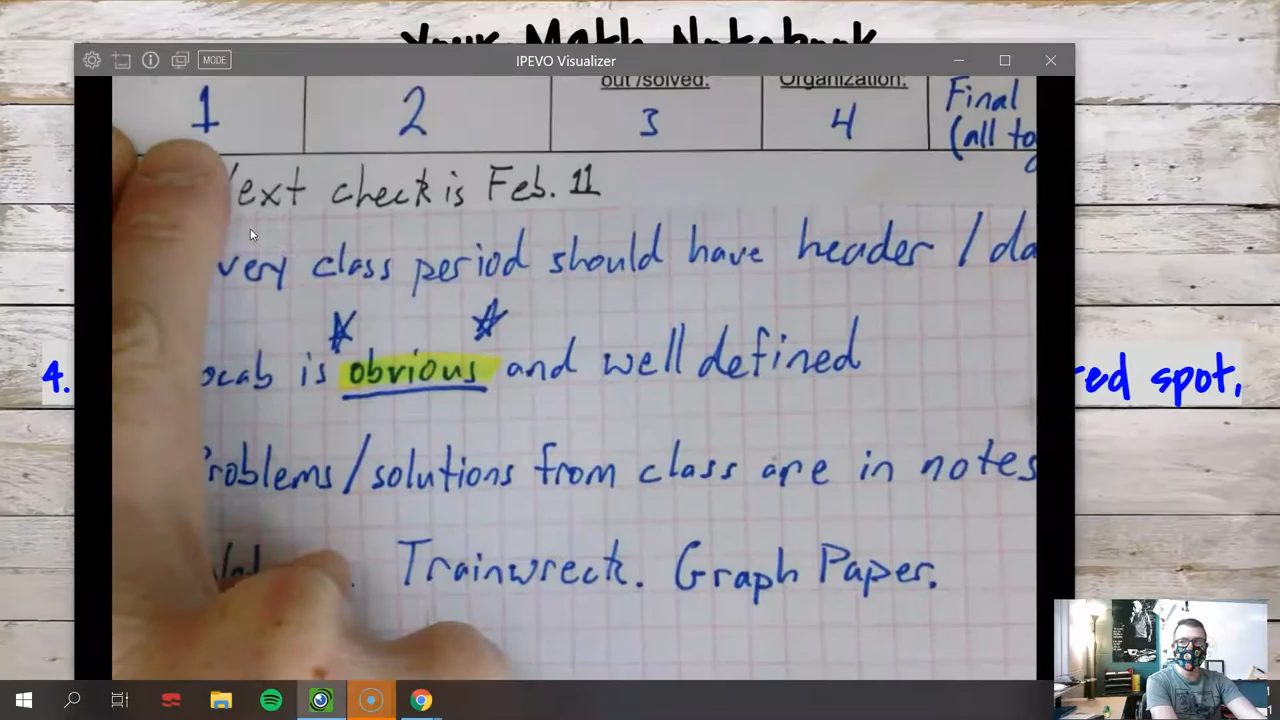 Your Math Notebook
IPEVO Visualizer
MODE
out /solved:
Organization:
1
2
3
4
Final
(all tog
ext check is Feb. 11
very class period should have header / da
ocab is obvious and well defined
roblems/solutions from class are in notes
Trainwreck. Graph Paper.
4.
red spot,